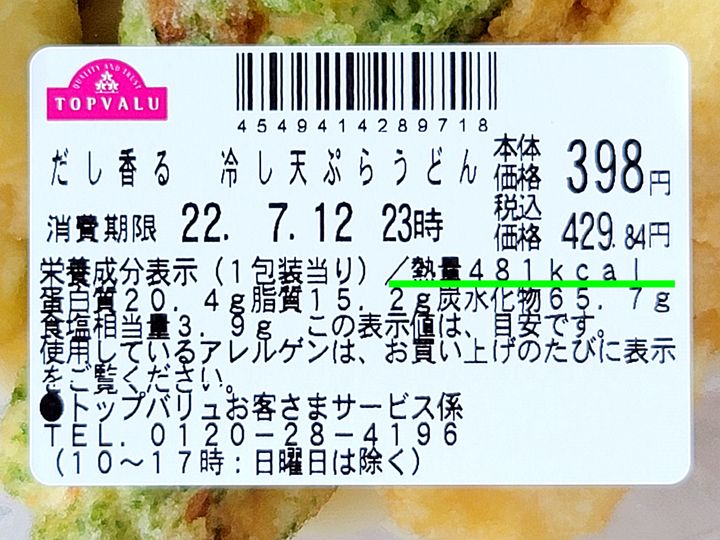 QUALITY AND TRUST
TOPVALU
4549414289718
だし香る 冷し天ぷらうどん
本体価格 398円
消費期限 22. 7.12 23時
税込価格 429.84円
栄養成分表示(1包装当り)/熱量481kcal
蛋白質20.4g脂質15.2g炭水化物65.7g
食塩相当量3.9g この表示値は、目安です。
使用しているアレルゲンは、お買い上げのたびに表示
をご覧ください。
●トップバリュお客さまサービス係
TEL.0120-28-4196
(10～17時:日曜日は除く)